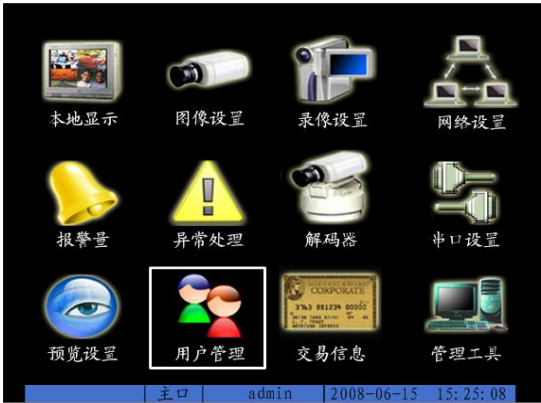 本地显示 图像设置 录像设置 网络设置
报警量 异常处理 解码器 串口设置
CORPORATE
预览设置 用户管理 交易信息 管理工具
主口 admin 2008-06-15 15:25:08